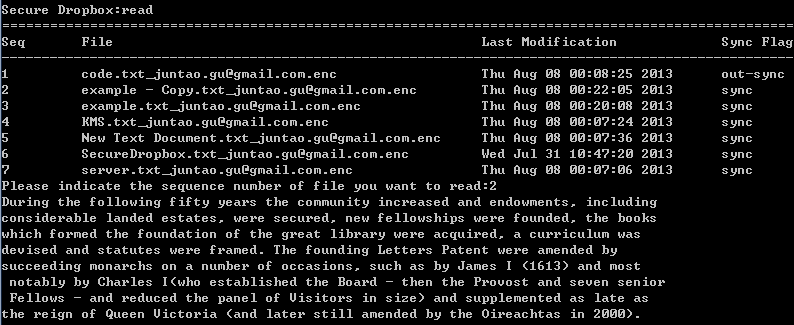 Secure Dropbox:read
================================================================================
Seq File Last Modification Sync Flag
--------------------------------------------------------------------------------
1 code.txt_juntao.gu@gmail.com.enc Thu Aug 08 00:08:25 2013 out-sync
2 example - Copy.txt_juntao.gu@gmail.com.enc Thu Aug 08 00:22:05 2013 sync
3 example.txt_juntao.gu@gmail.com.enc Thu Aug 08 00:20:08 2013 sync
4 KMS.txt_juntao.gu@gmail.com.enc Thu Aug 08 00:07:24 2013 sync
5 New Text Document.txt_juntao.gu@gmail.com.enc Thu Aug 08 00:07:36 2013 sync
6 SecureDropbox.txt_juntao.gu@gmail.com.enc Wed Jul 31 10:47:20 2013 sync
7 server.txt_juntao.gu@gmail.com.enc Thu Aug 08 00:07:06 2013 sync
Please indicate the sequence number of file you want to read:2
During the following fifty years the community increased and endowments, including
considerable landed estates, were secured, new fellowships were founded, the books
which formed the foundation of the great library were acquired, a curriculum was
devised and statutes were framed. The founding Letters Patent were amended by
succeeding monarchs on a number of occasions, such as by James I (1613) and most
notably by Charles I(who established the Board - then the Provost and seven senior
Fellows - and reduced the panel of Visitors in size) and supplemented as late as
the reign of Queen Victoria (and later still amended by the Oireachtas in 2000).